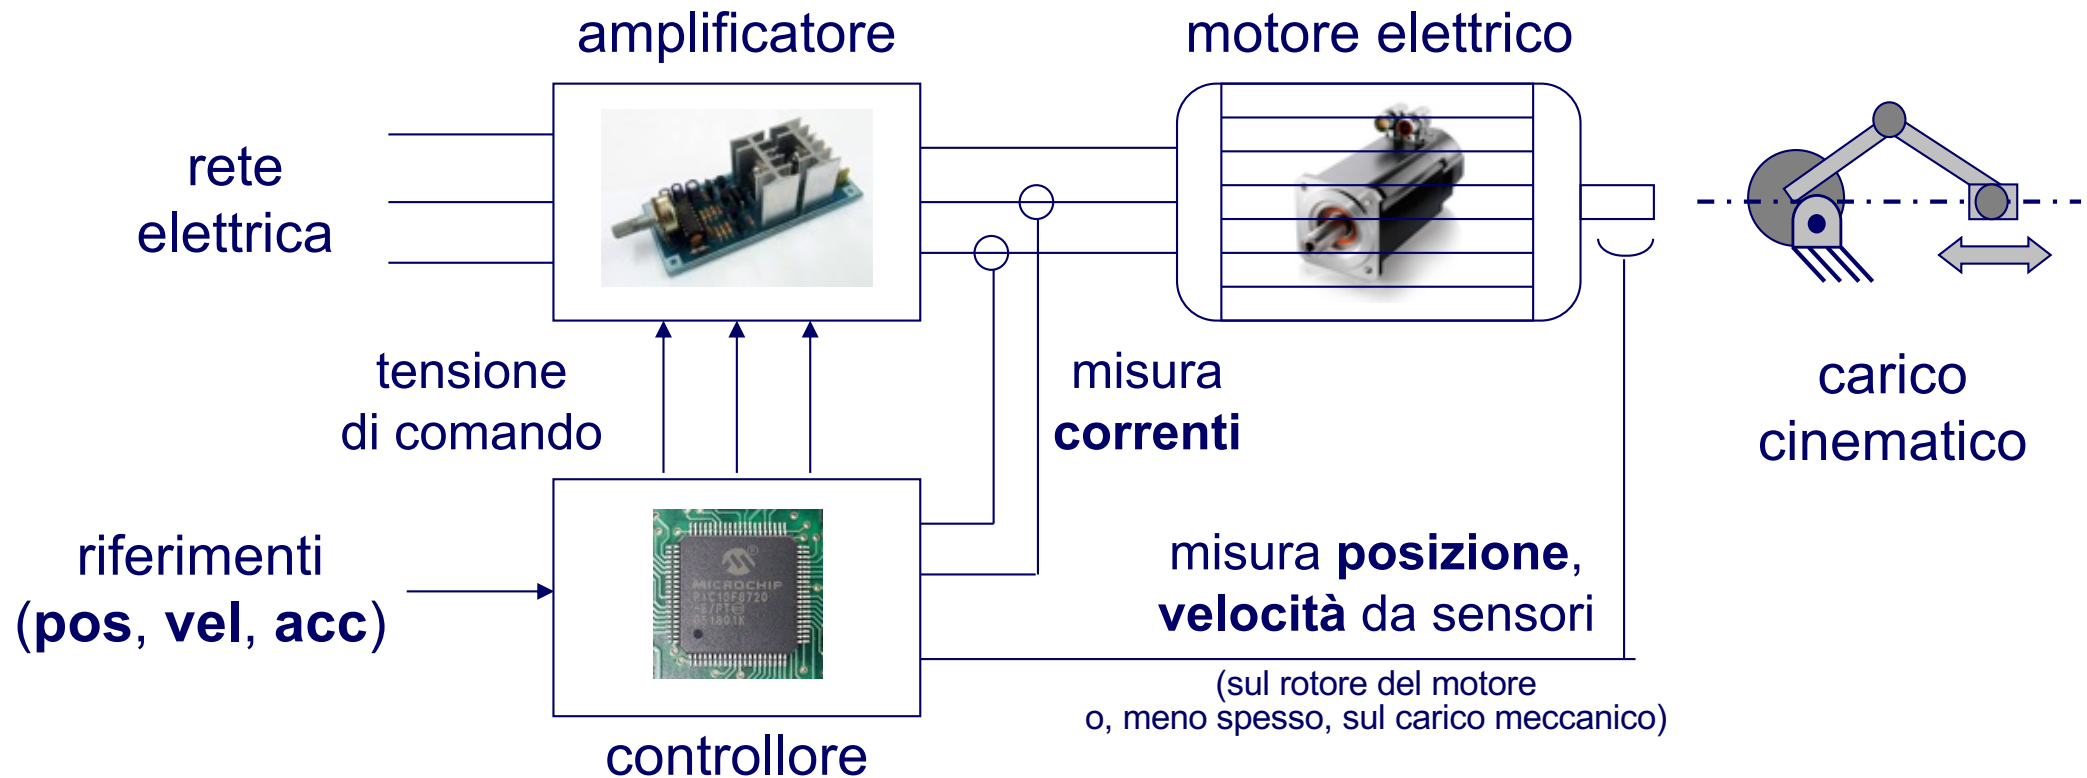 amplificatore
motore elettrico
rete
elettrica
tensione
di comando
misura
correnti
carico
cinematico
riferimenti
(pos, vel, acc)
MICROCHIP
misura posizione,
velocità da sensori
(sul rotore del motore
o, meno spesso, sul carico meccanico)
controllore